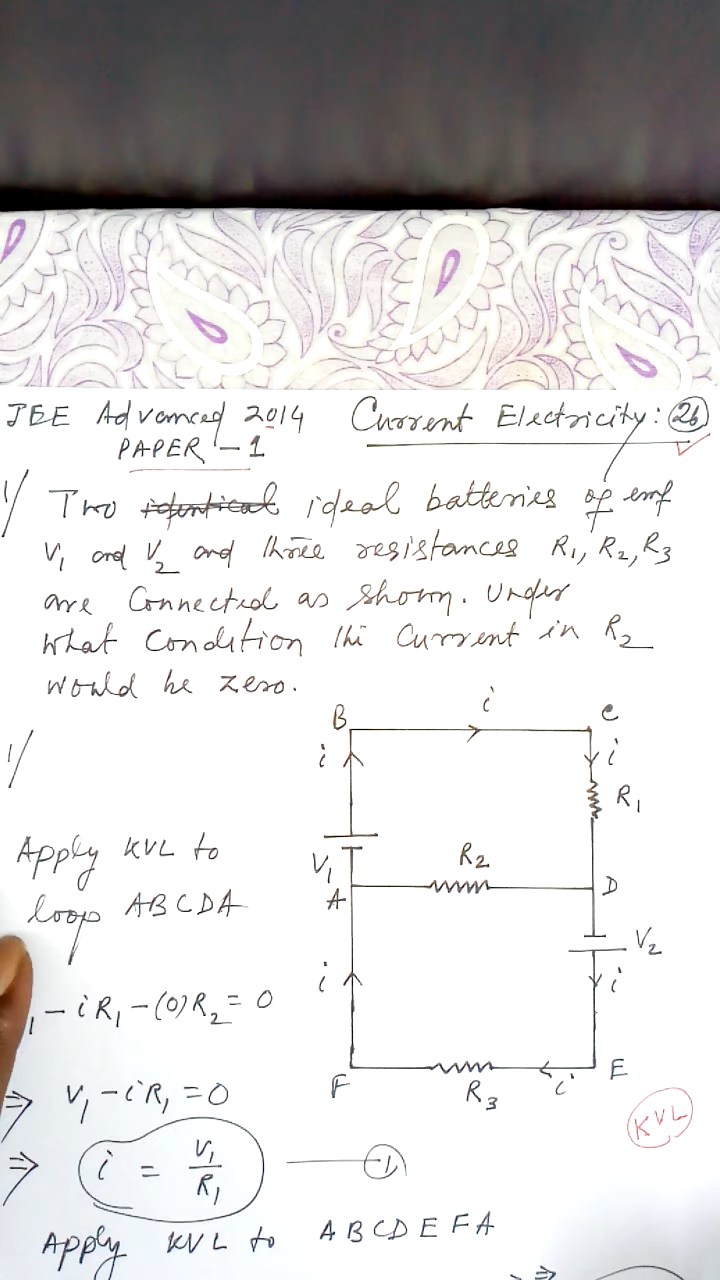 JEE Advanced 2014 Current Electricity: 26
PAPER - 1
1/ Two identical ideal batteries of emf
V₁ and V₂ and three resistances R₁, R₂, R₃
are Connected as shown. Under
what condition the current in R₂
would be zero.
1/
B i C
i i
R₁
Apply KVL to
V₁ R₂
loop ABCDA
A D
V₂
i i
₁ - iR₁ - (0)R₂ = 0
F R₃ i E
⇒ V₁ - iR₁ = 0
KVL
⇒ i = V₁/R₁ — 1
Apply KVL to ABCDEFA
⇒